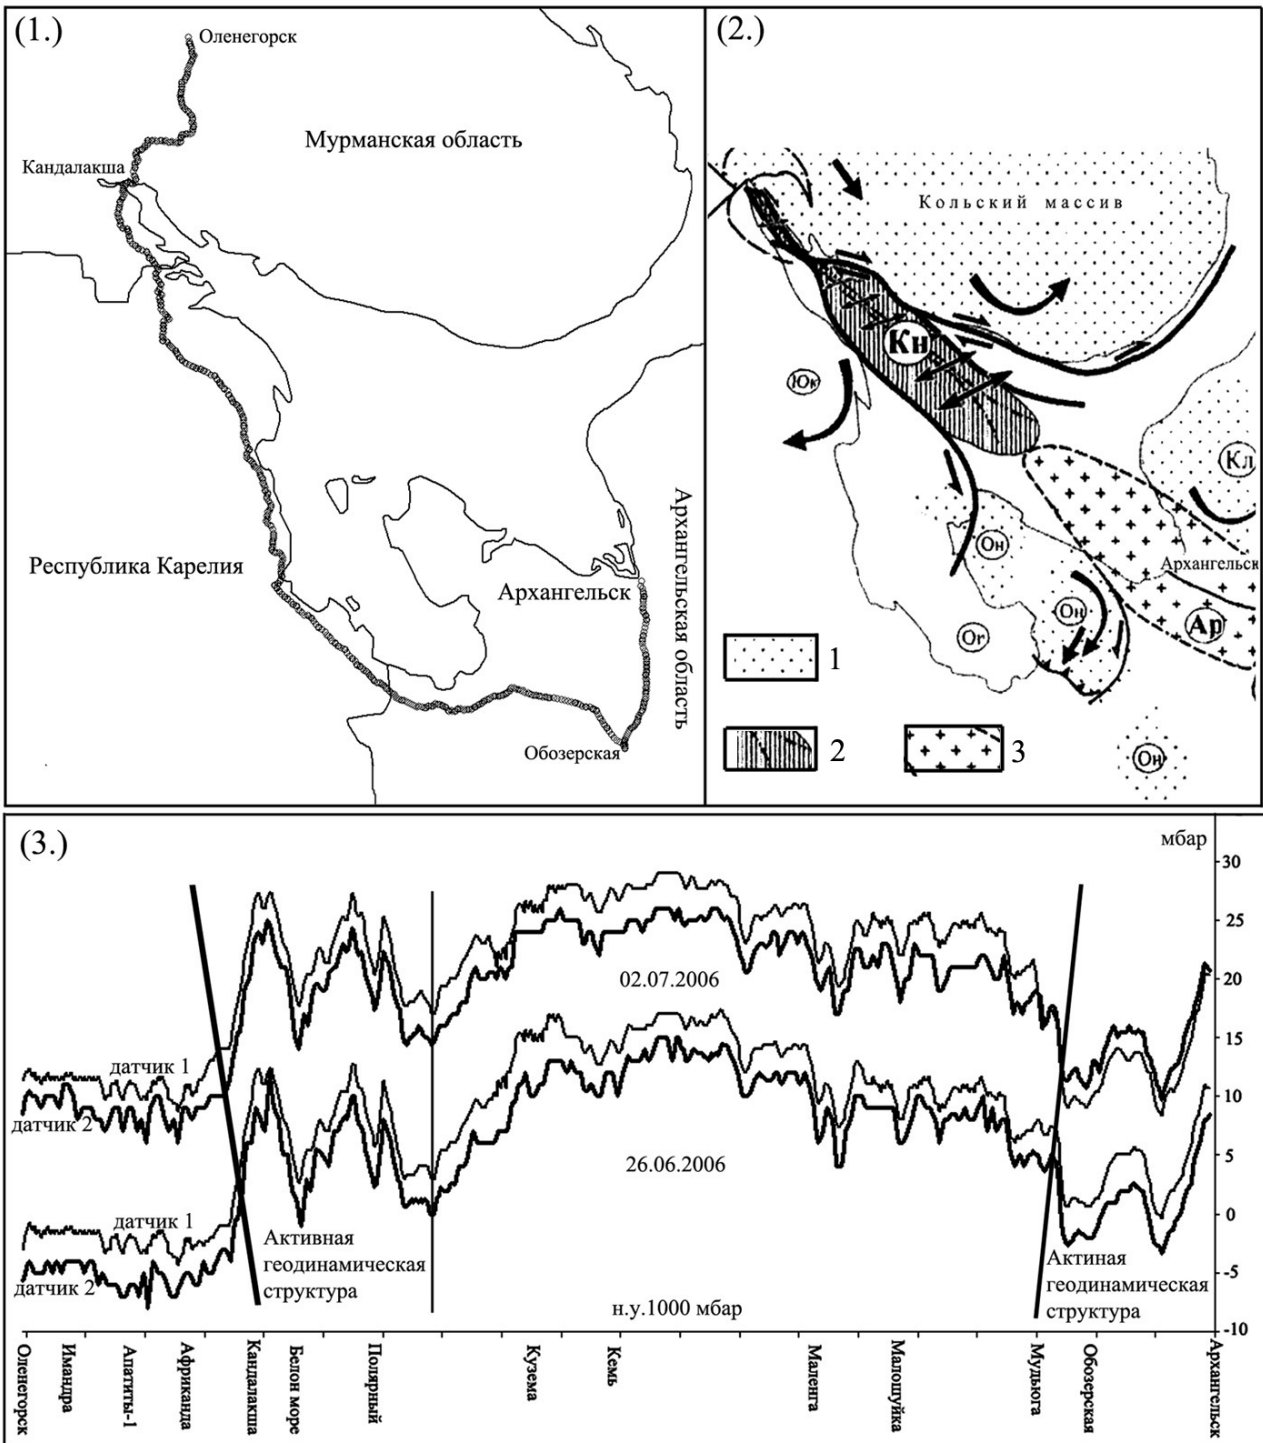 (1.)
Оленегорск
Мурманская область
Кандалакша
Республика Карелия
Архангельск
Архангельская область
Обозерская
(2.)
Кольский массив
Кн
Юк
Кл
Он
Архангельск
Он
Ог
Ар
1
2
3
Он
(3.)
мбар
30
25
20
15
10
5
0
-5
-10
02.07.2006
датчик 1
датчик 2
26.06.2006
датчик 1
датчик 2
Активная
геодинамическая
структура
Актиная
геодинамическая
структура
н.у.1000 мбар
Оленегорск
Имандра
Апатиты-1
Африканда
Кандалакша
Белон море
Полярный
Кузема
Кемь
Маленга
Малошуйка
Мудьюга
Обозерская
Архангельск